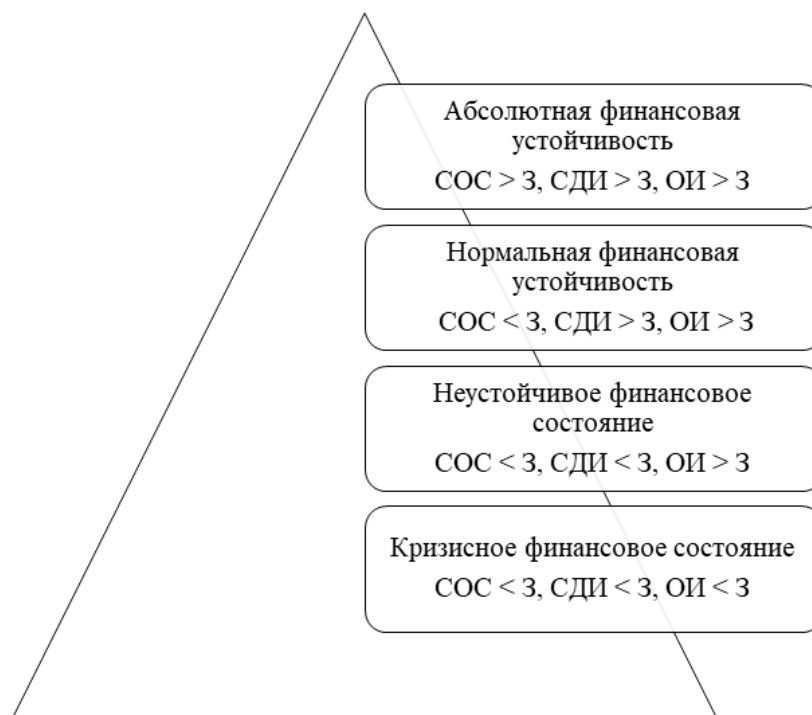 Абсолютная финансовая
устойчивость
СОС > З, СДИ > З, ОИ > З
Нормальная финансовая
устойчивость
СОС < З, СДИ > З, ОИ > З
Неустойчивое финансовое
состояние
СОС < З, СДИ < З, ОИ > З
Кризисное финансовое состояние
СОС < З, СДИ < З, ОИ < З